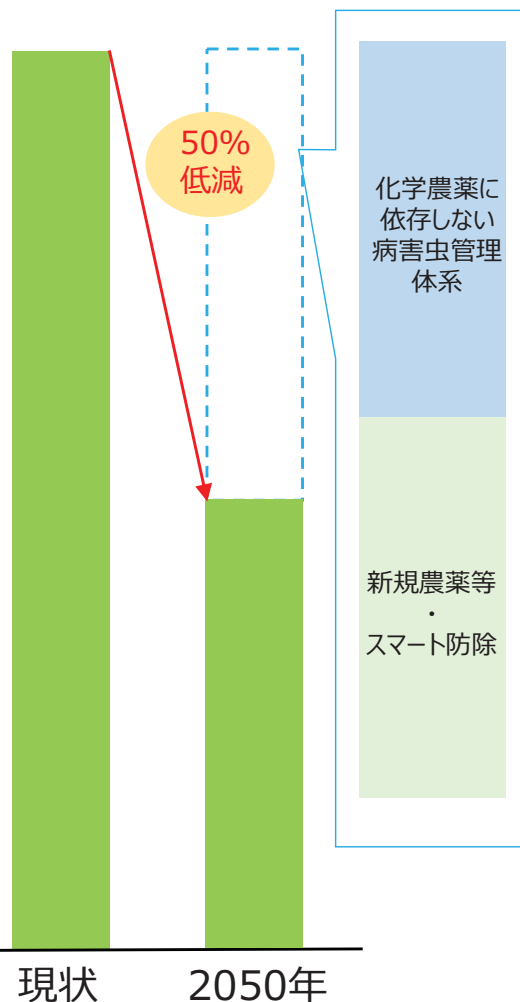 50%
低減
化学農薬に
依存しない
病害虫管理
体系
新規農薬等
・
スマート防除
現状
2050年